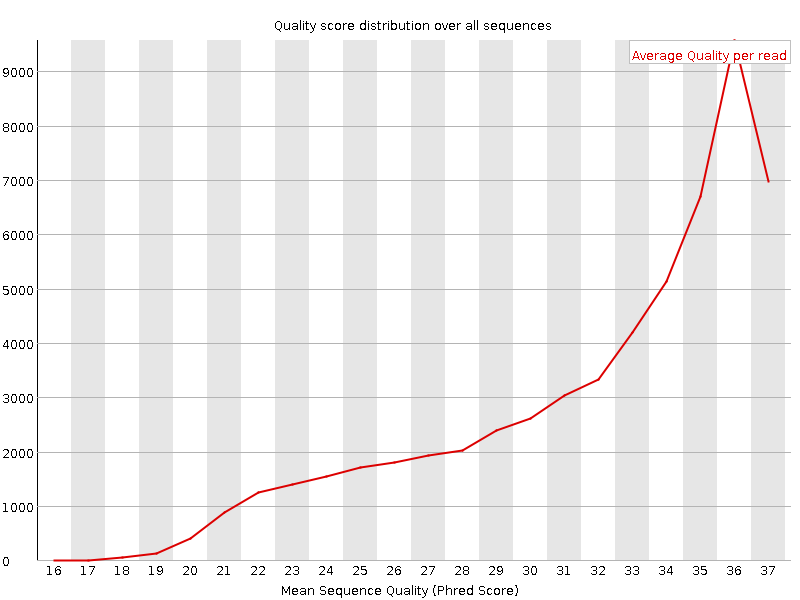 Quality score distribution over all sequences
Average Quality per read
9000
8000
7000
6000
5000
4000
3000
2000
1000
0
16 17 18 19 20 21 22 23 24 25 26 27 28 29 30 31 32 33 34 35 36 37
Mean Sequence Quality (Phred Score)